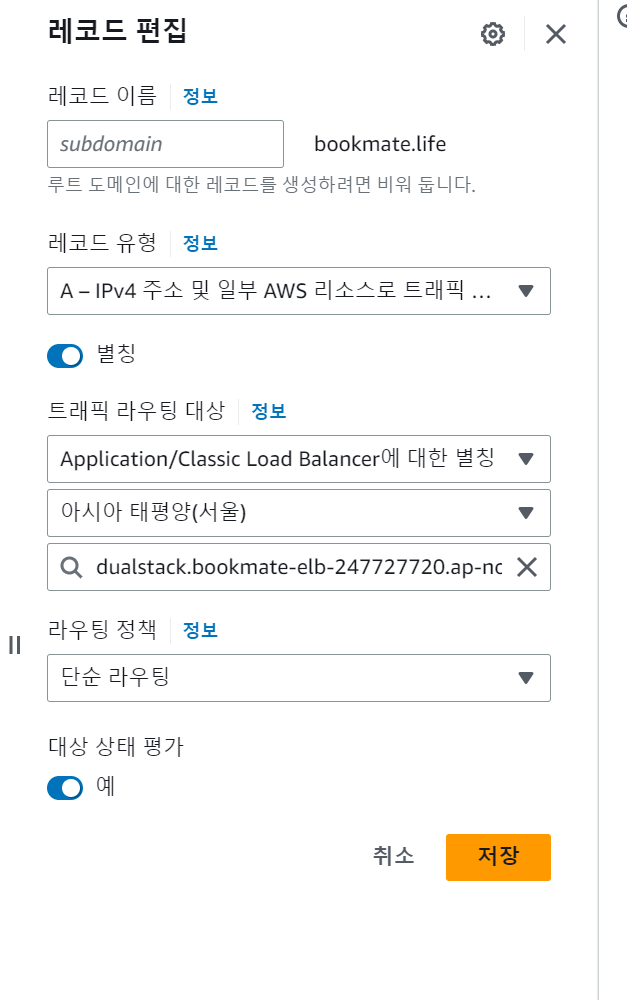 레코드 편집
레코드 이름 정보
subdomain bookmate.life
루트 도메인에 대한 레코드를 생성하려면 비워 둡니다.
레코드 유형 정보
A – IPv4 주소 및 일부 AWS 리소스로 트래픽 ...
별칭
트래픽 라우팅 대상 정보
Application/Classic Load Balancer에 대한 별칭
아시아 태평양(서울)
dualstack.bookmate-elb-247727720.ap-no
라우팅 정책 정보
단순 라우팅
대상 상태 평가
예
취소 저장